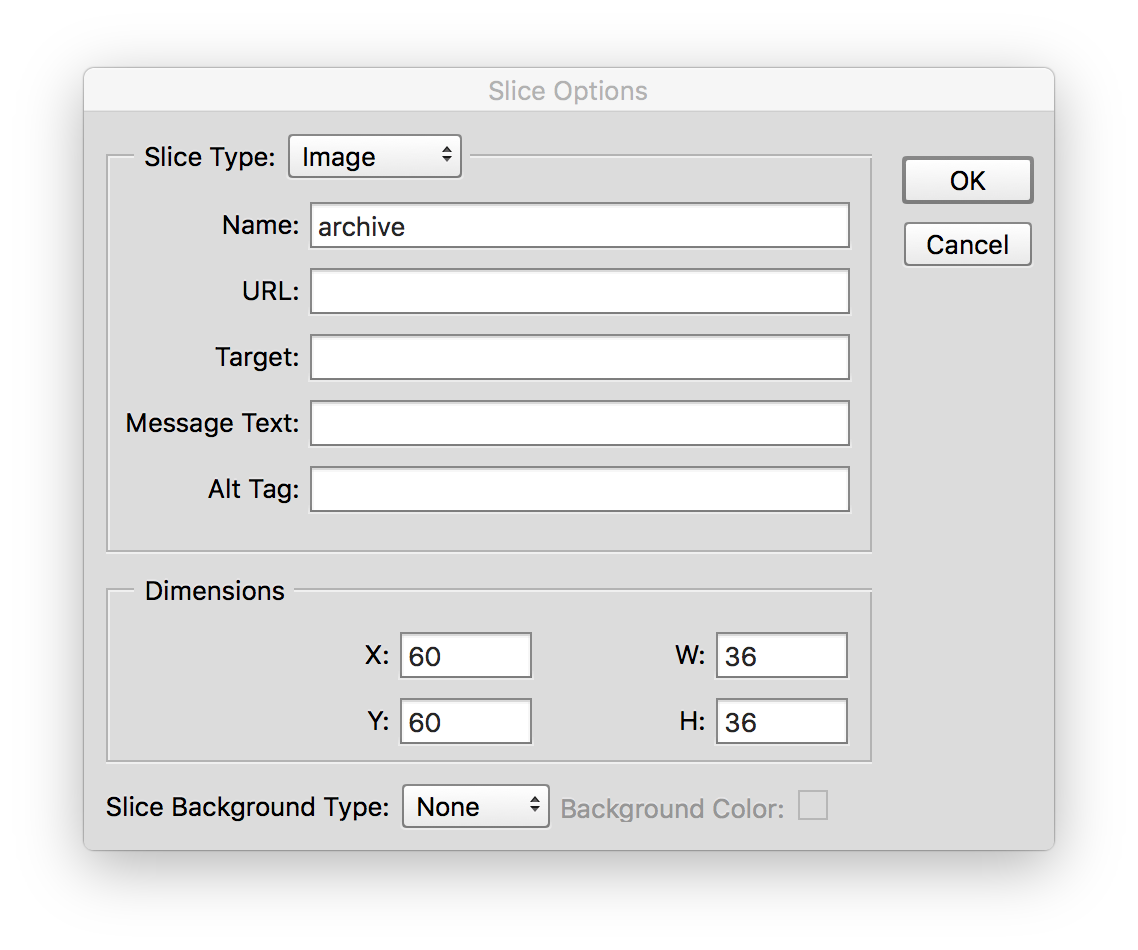 Slice Options
Slice Type: Image
OK
Name: archive
Cancel
URL:
Target:
Message Text:
Alt Tag:
Dimensions
X: 60 W: 36
Y: 60 H: 36
Slice Background Type: None Background Color: